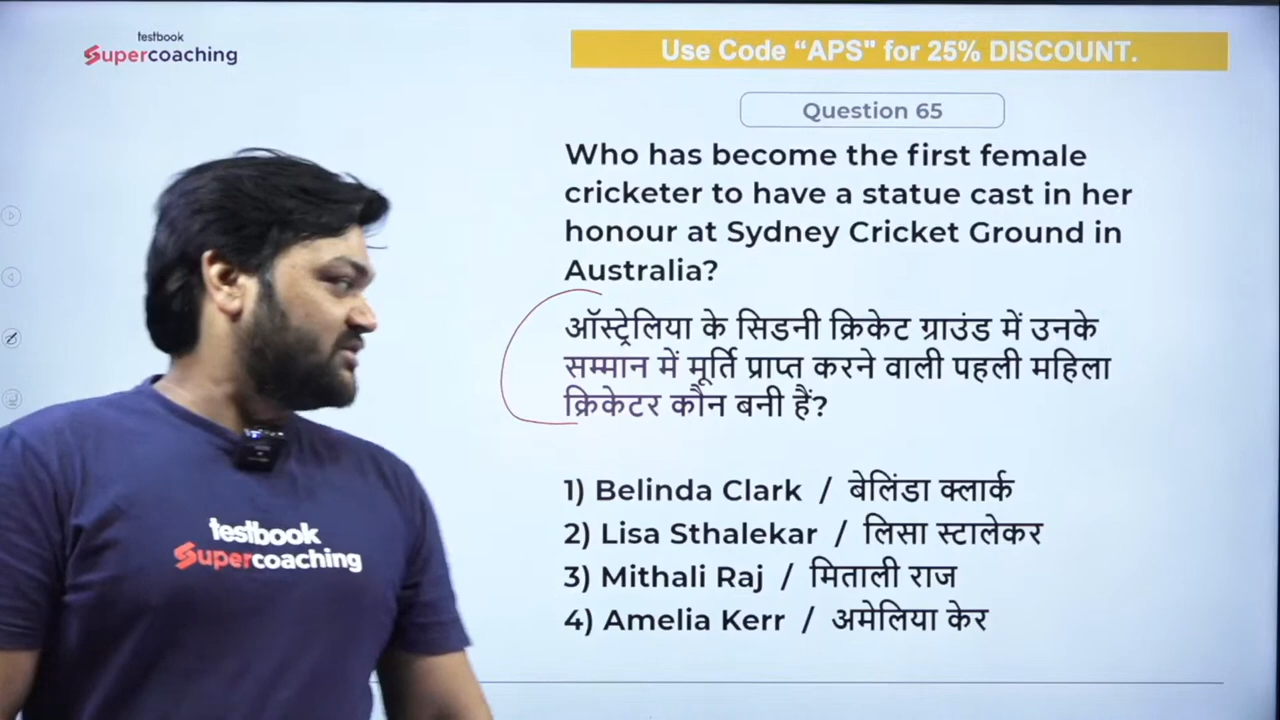 testbook
Supercoaching
Use Code “APS" for 25% DISCOUNT.
Question 65
Who has become the first female
cricketer to have a statue cast in her
honour at Sydney Cricket Ground in
Australia?
ऑस्ट्रेलिया के सिडनी क्रिकेट ग्राउंड में उनके
सम्मान में मूर्ति प्राप्त करने वाली पहली महिला
क्रिकेटर कौन बनी हैं?
1) Belinda Clark / बेलिंडा क्लार्क
2) Lisa Sthalekar / लिसा स्टालेकर
3) Mithali Raj / मिताली राज
4) Amelia Kerr / अमेलिया केर
testbook
Supercoaching